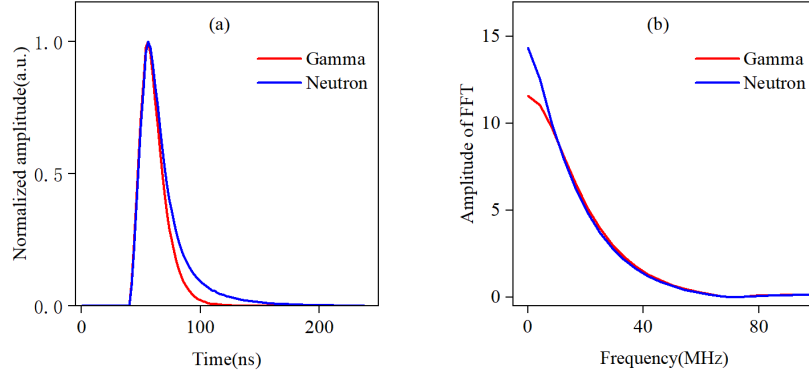 (a)
Normalized amplitude(a.u.)
1.0
0.5
0.0
Gamma
Neutron
0
100
200
Time(ns)
(b)
Amplitude of FFT
15
10
5
0
Gamma
Neutron
0
40
80
Frequency(MHz)